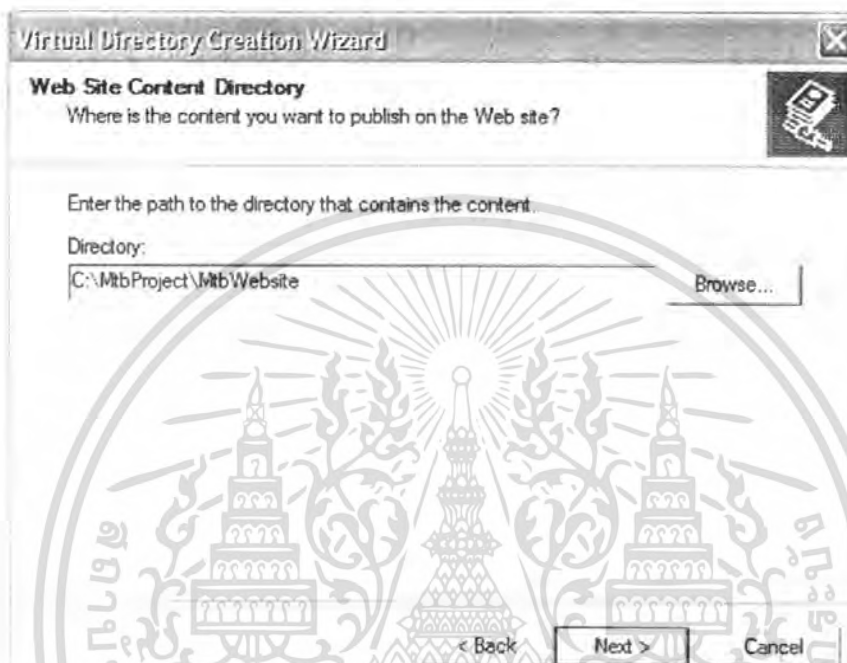 Virtual Directory Creation Wizard
Web Site Content Directory
Where is the content you want to publish on the Web site?
Enter the path to the directory that contains the content.
Directory:
C:\MtbProject\MtbWebsite
Browse...
< Back
Next >
Cancel